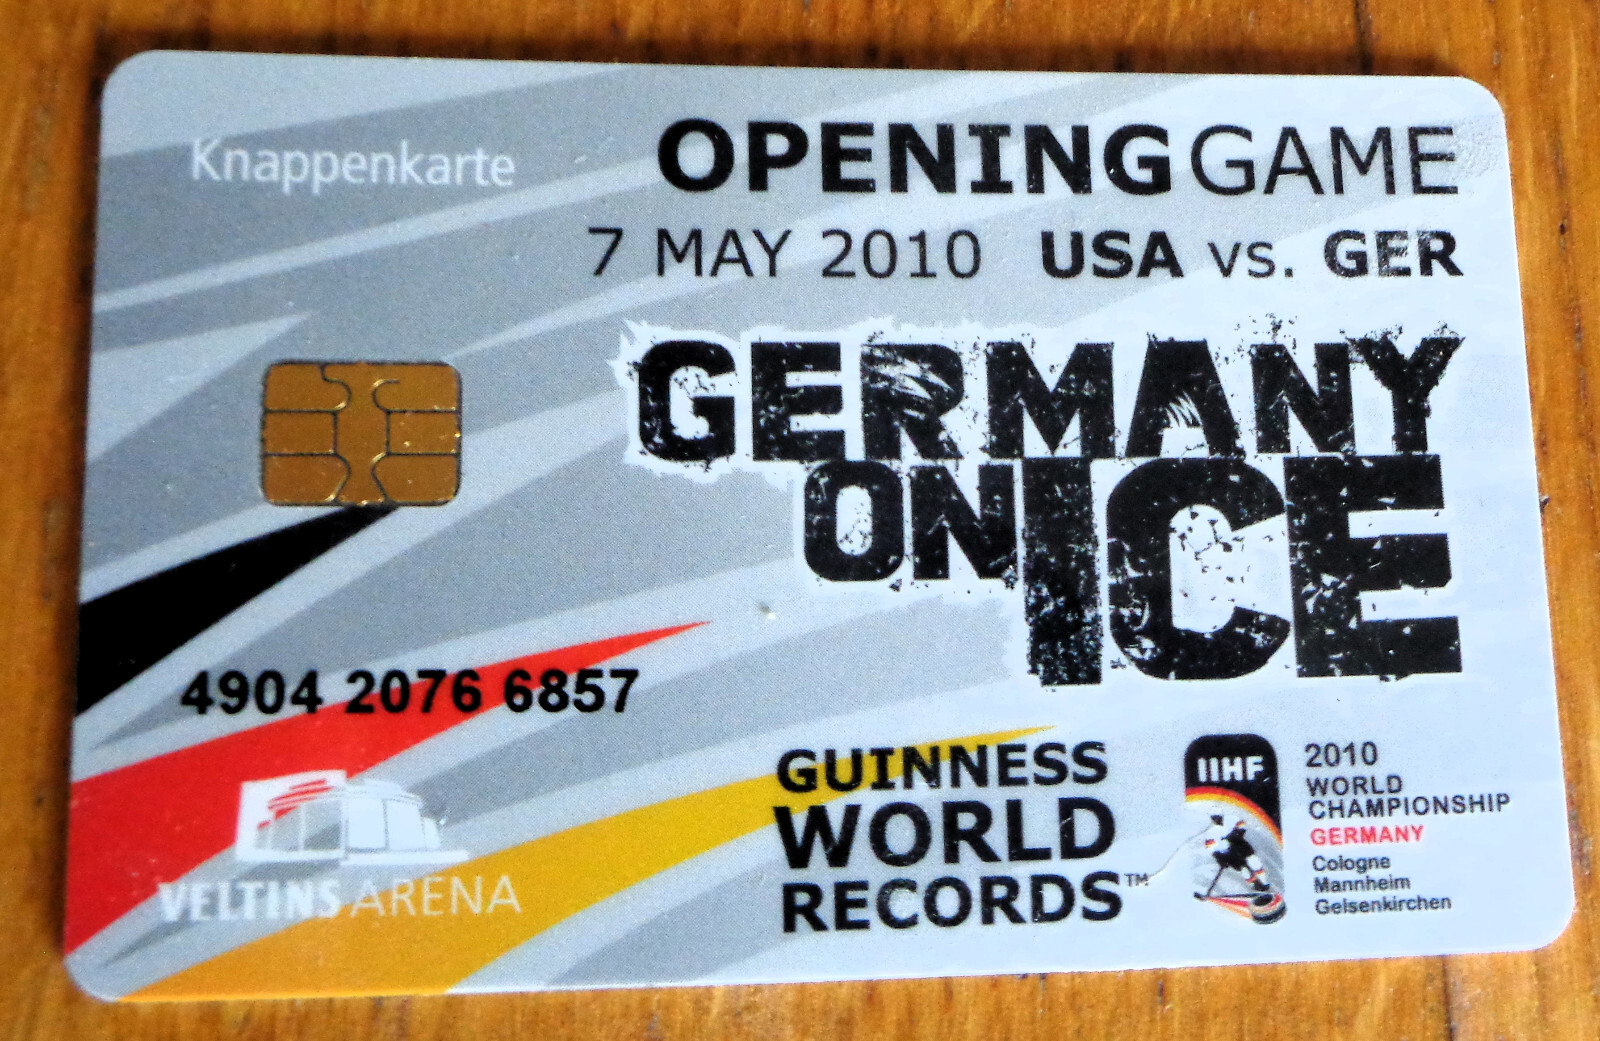 Knappenkarte
OPENING GAME
7 MAY 2010 USA vs. GER
GERMANY
ON ICE
4904 2076 6857
VELTINS ARENA
GUINNESS
WORLD
RECORDS™
IIHF
2010
WORLD
CHAMPIONSHIP
GERMANY
Cologne
Mannheim
Gelsenkirchen